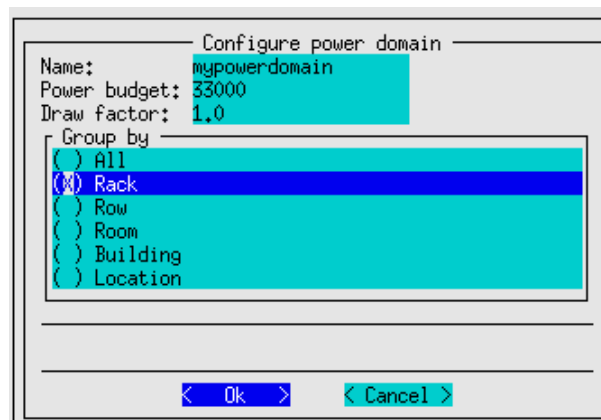 Configure power domain
Name: mypowerdomain
Power budget: 33000
Draw factor: 1.0
Group by
( ) All
(X) Rack
( ) Row
( ) Room
( ) Building
( ) Location
< Ok > < Cancel >